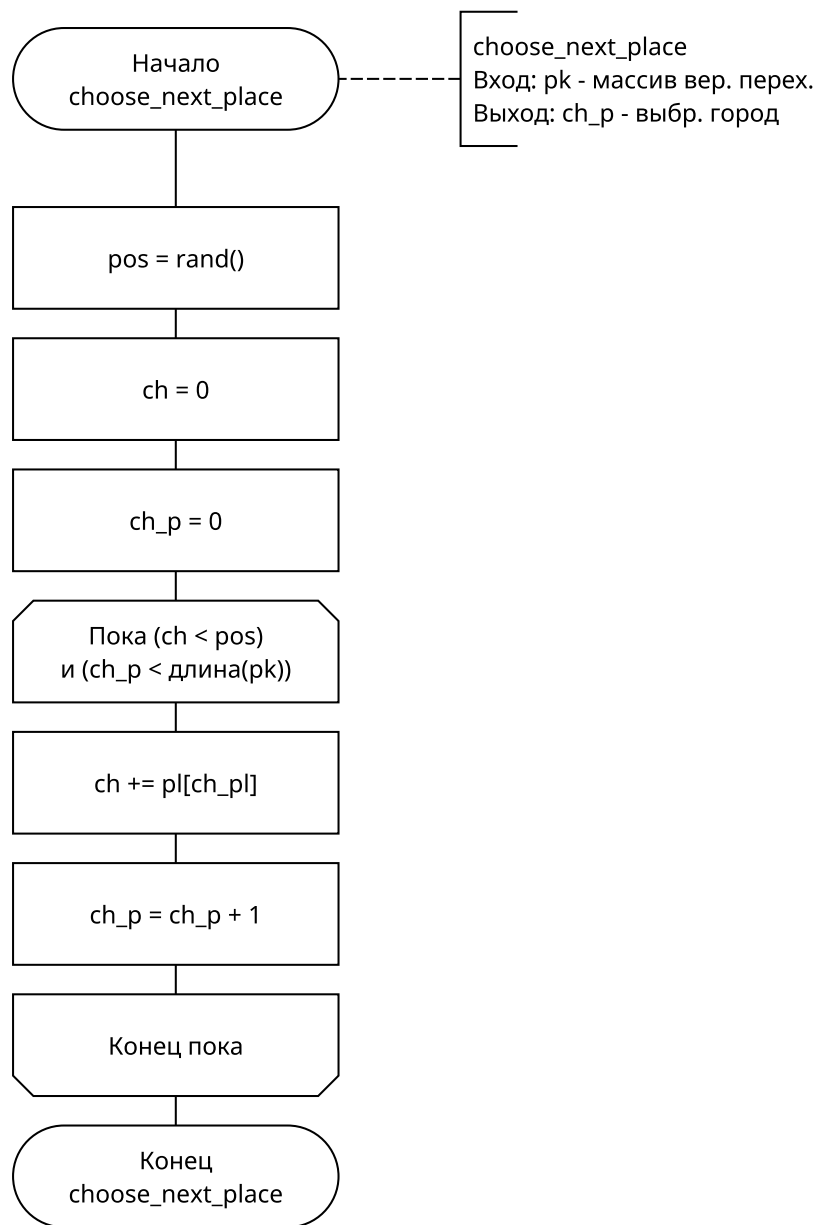 Начало
choose_next_place
choose_next_place
Вход: pk - массив вер. перех.
Выход: ch_p - выбр. город
pos = rand()
ch = 0
ch_p = 0
Пока (ch < pos)
и (ch_p < длина(pk))
ch += pl[ch_pl]
ch_p = ch_p + 1
Конец пока
Конец
choose_next_place